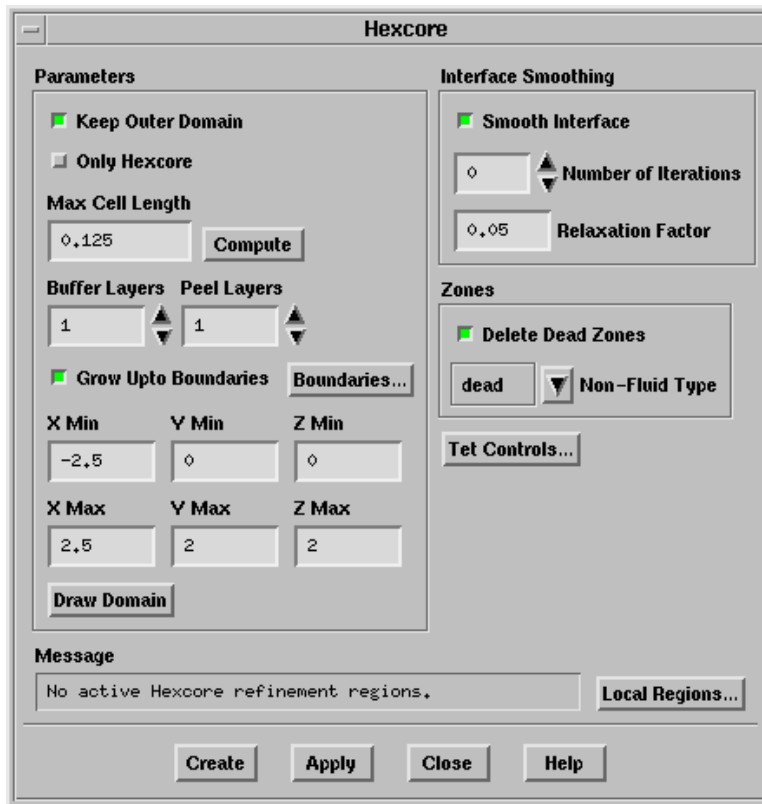 Hexcore
Parameters
Keep Outer Domain
Only Hexcore
Max Cell Length
0.125 Compute
Buffer Layers Peel Layers
1 1
Grow Upto Boundaries Boundaries...
X Min Y Min Z Min
-2.5 0 0
X Max Y Max Z Max
2.5 2 2
Draw Domain
Interface Smoothing
Smooth Interface
0 Number of Iterations
0.05 Relaxation Factor
Zones
Delete Dead Zones
dead Non-Fluid Type
Tet Controls...
Message
No active Hexcore refinement regions. Local Regions...
Create Apply Close Help